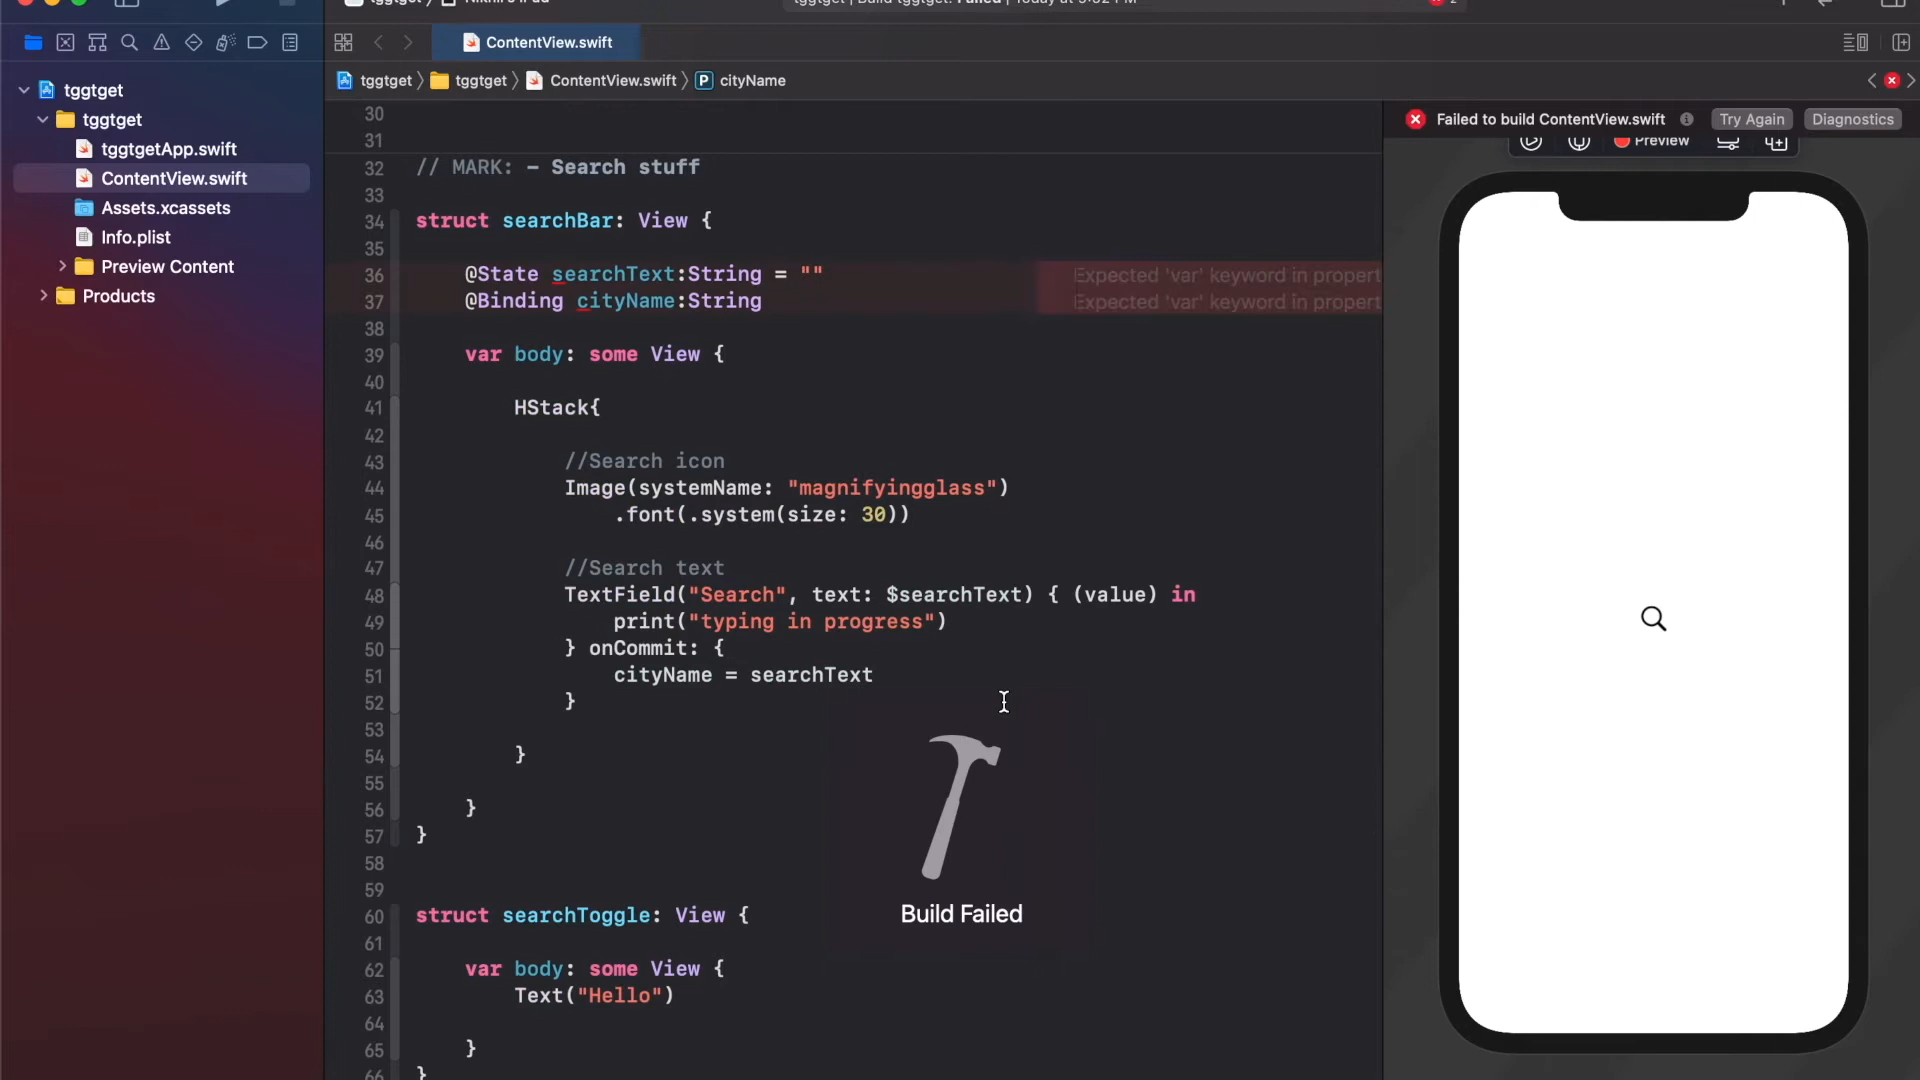 ContentView.swift
tggtget
tggtget
ContentView.swift
P
cityName
tggtget
tggtget
tggtgetApp.swift
ContentView.swift
Assets.xcassets
Info.plist
Preview Content
Products
Failed to build ContentView.swift
Try Again
Diagnostics
Preview
30
31
32 // MARK: - Search stuff
33
34 struct searchBar: View {
35
36 @State searchText:String = "" Expected 'var' keyword in propert
37 @Binding cityName:String Expected 'var' keyword in propert
38
39 var body: some View {
40
41 HStack{
42
43 //Search icon
44 Image(systemName: "magnifyingglass")
45 .font(.system(size: 30))
46
47 //Search text
48 TextField("Search", text: $searchText) { (value) in
49 print("typing in progress")
50 } onCommit: {
51 cityName = searchText
52 }
53
54 }
55
56 }
57 }
58
59
60 struct searchToggle: View {
61
62 var body: some View {
63 Text("Hello")
64
65 }
66 }
Build Failed